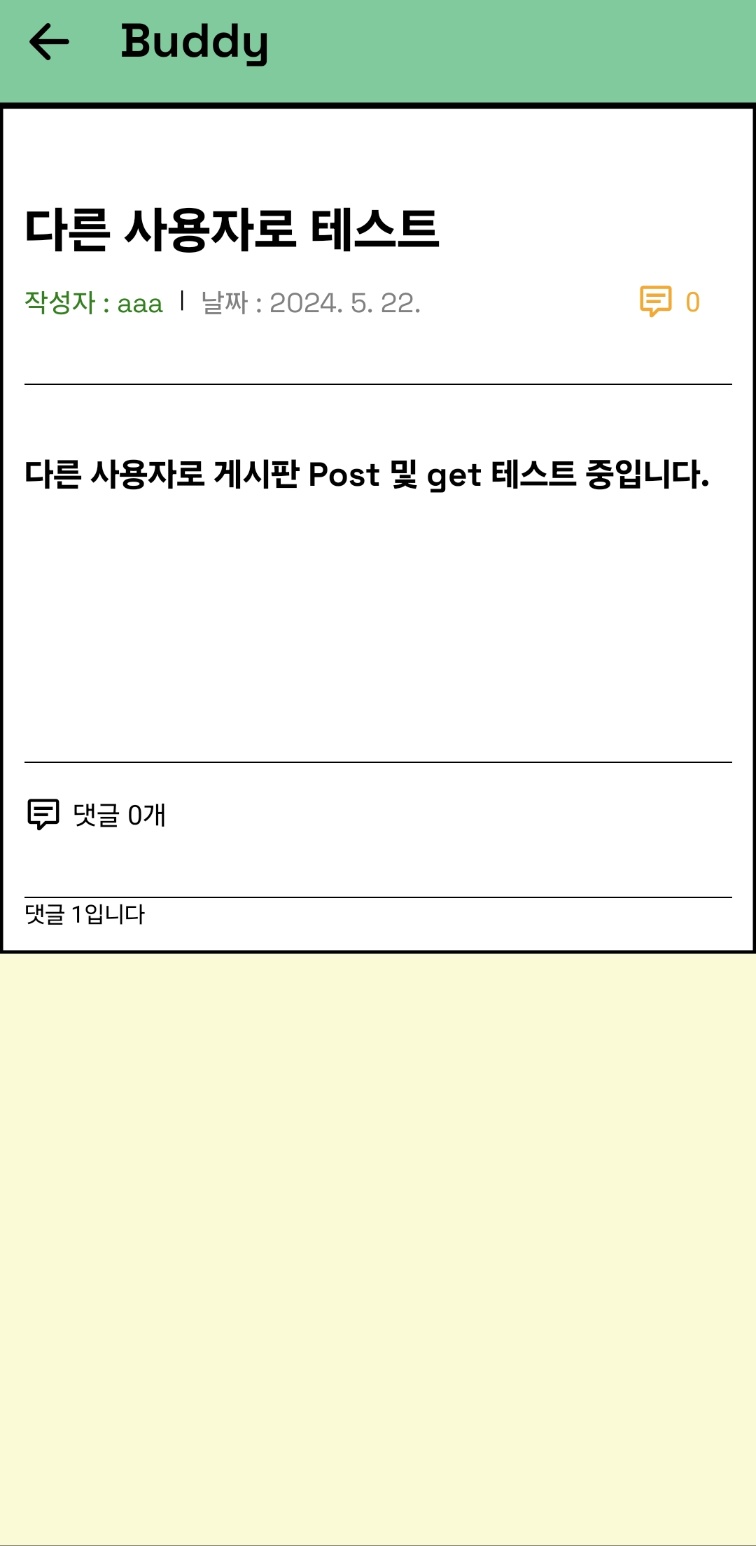 Buddy
다른 사용자로 테스트
작성자 : aaa | 날짜 : 2024. 5. 22. 0
다른 사용자로 게시판 Post 및 get 테스트 중입니다.
댓글 0개
댓글 1입니다